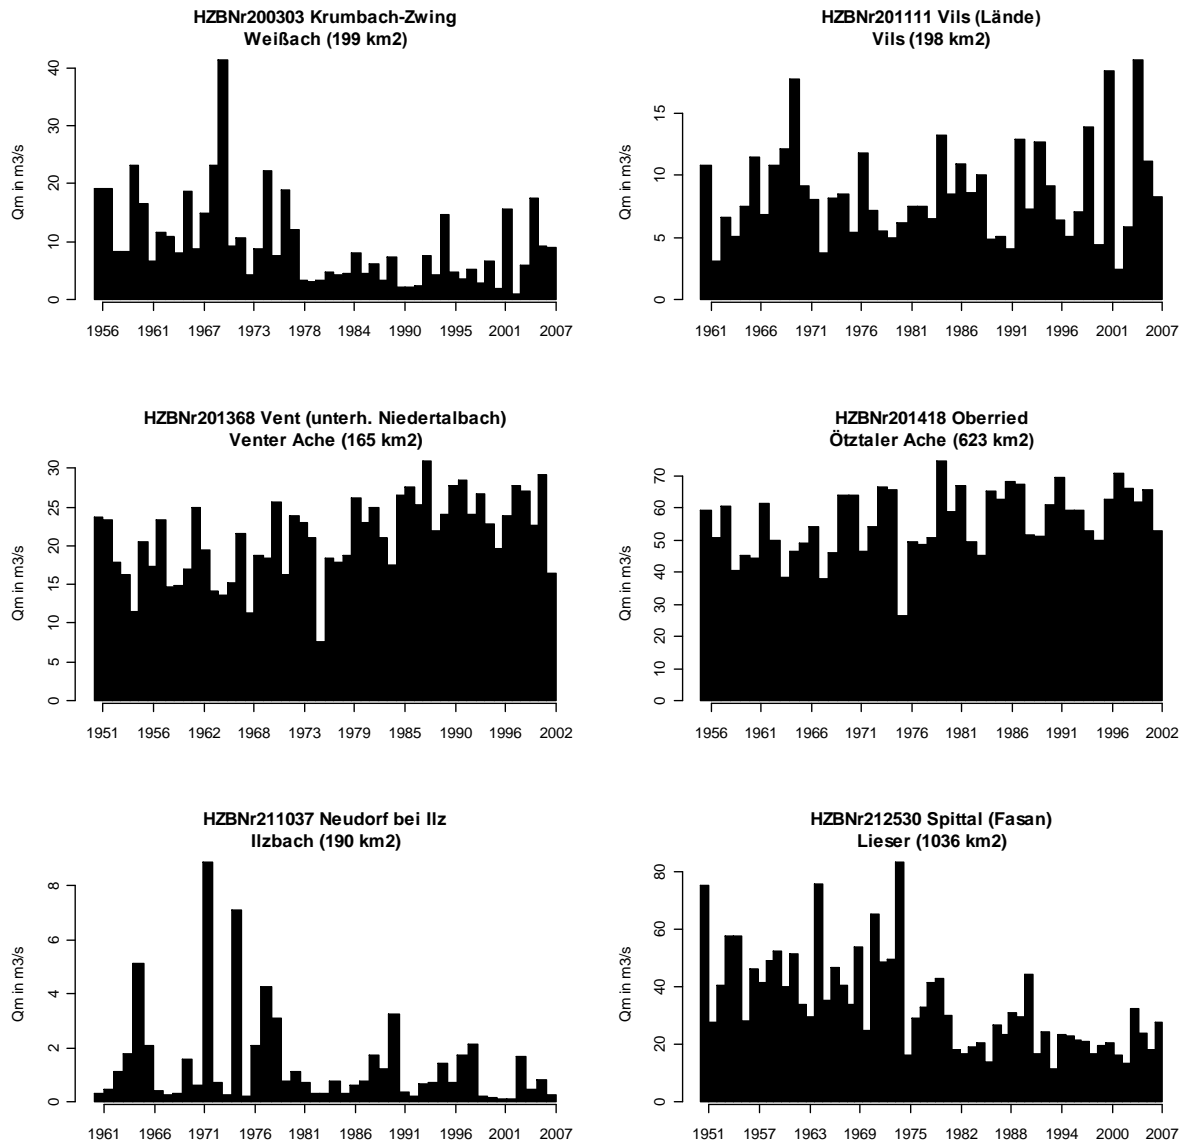 HZBNr200303 Krumbach-Zwing
Weißach (199 km2)
Qm in m3/s
0 10 20 30 40
1956 1961 1967 1973 1978 1984 1990 1995 2001 2007
HZBNr201111 Vils (Lände)
Vils (198 km2)
Qm in m3/s
0 5 10 15
1961 1966 1971 1976 1981 1986 1991 1996 2001 2007
HZBNr201368 Vent (unterh. Niedertalbach)
Venter Ache (165 km2)
Qm in m3/s
0 5 10 15 20 25 30
1951 1956 1962 1968 1973 1979 1985 1990 1996 2002
HZBNr201418 Oberried
Ötztaler Ache (623 km2)
Qm in m3/s
0 10 20 30 40 50 60 70
1956 1961 1966 1971 1976 1981 1986 1991 1996 2002
HZBNr211037 Neudorf bei Ilz
Ilzbach (190 km2)
Qm in m3/s
0 2 4 6 8
1961 1966 1971 1976 1981 1986 1991 1996 2001 2007
HZBNr212530 Spittal (Fasan)
Lieser (1036 km2)
Qm in m3/s
0 20 40 60 80
1951 1957 1963 1969 1975 1982 1988 1994 2000 2007